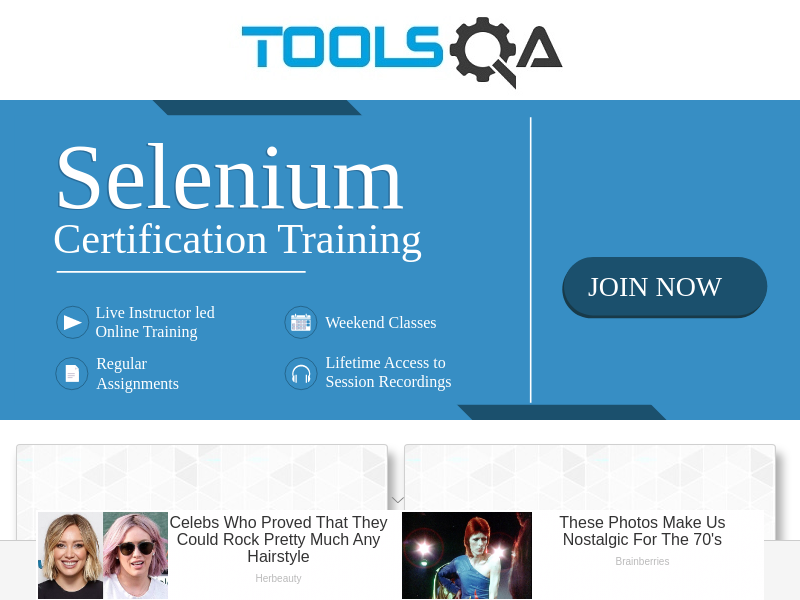 TOOLSQA
Selenium
Certification Training
Live Instructor led
Online Training
Weekend Classes
Regular
Assignments
Lifetime Access to
Session Recordings
JOIN NOW
Celebs Who Proved That They
Could Rock Pretty Much Any
Hairstyle
Herbeauty
These Photos Make Us
Nostalgic For The 70's
Brainberries